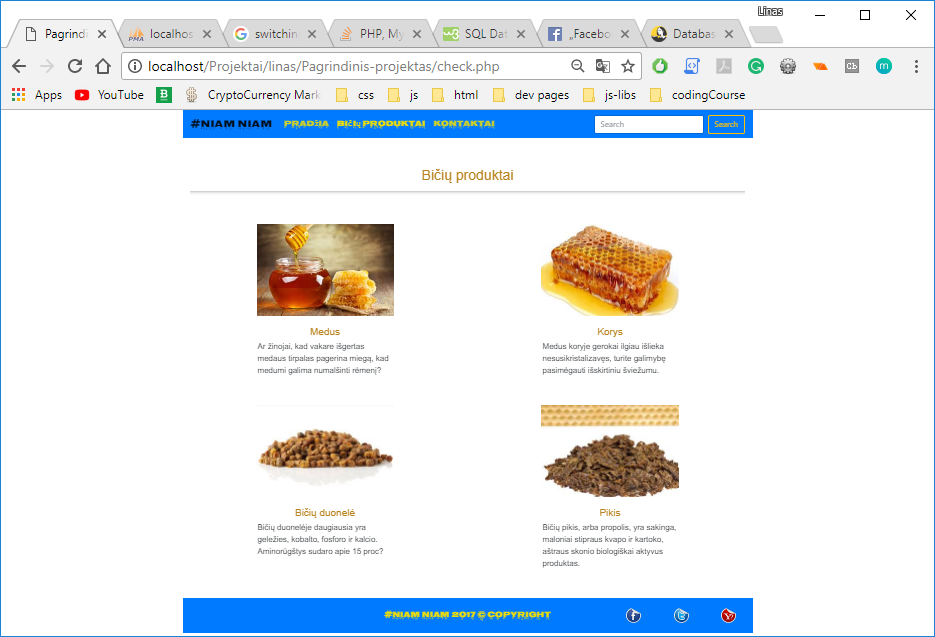 Linas
Pagrindi
localhos
switchin
PHP, My
SQL Dat
„Facebo
Databas
localhost/Projektai/linas/Pagrindinis-projektas/check.php
Apps
YouTube
CryptoCurrency Mark
css
js
html
dev pages
js-libs
codingCourse
#NIAM NIAM
PRADŽIA
BIČIŲ PRODUKTAI
KONTAKTAI
Search
Search
Bičių produktai
Medus
Ar žinojai, kad vakare išgertas
medaus tirpalas pagerina miegą, kad
medumi galima numalšinti rėmenį?
Korys
Medus koryje gerokai ilgiau išlieka
nesusikristalizavęs, turite galimybę
pasimėgauti išskirtiniu šviežumu.
Bičių duonelė
Bičių duonelėje daugiausia yra
geležies, kobalto, fosforo ir kalcio.
Aminorūgštys sudaro apie 15 proc?
Pikis
Bičių pikis, arba propolis, yra sakinga,
maloniai stipraus kvapo ir kartoko,
aštraus skonio biologiškai aktyvus
produktas.
#NIAM NIAM 2017 © COPYRIGHT